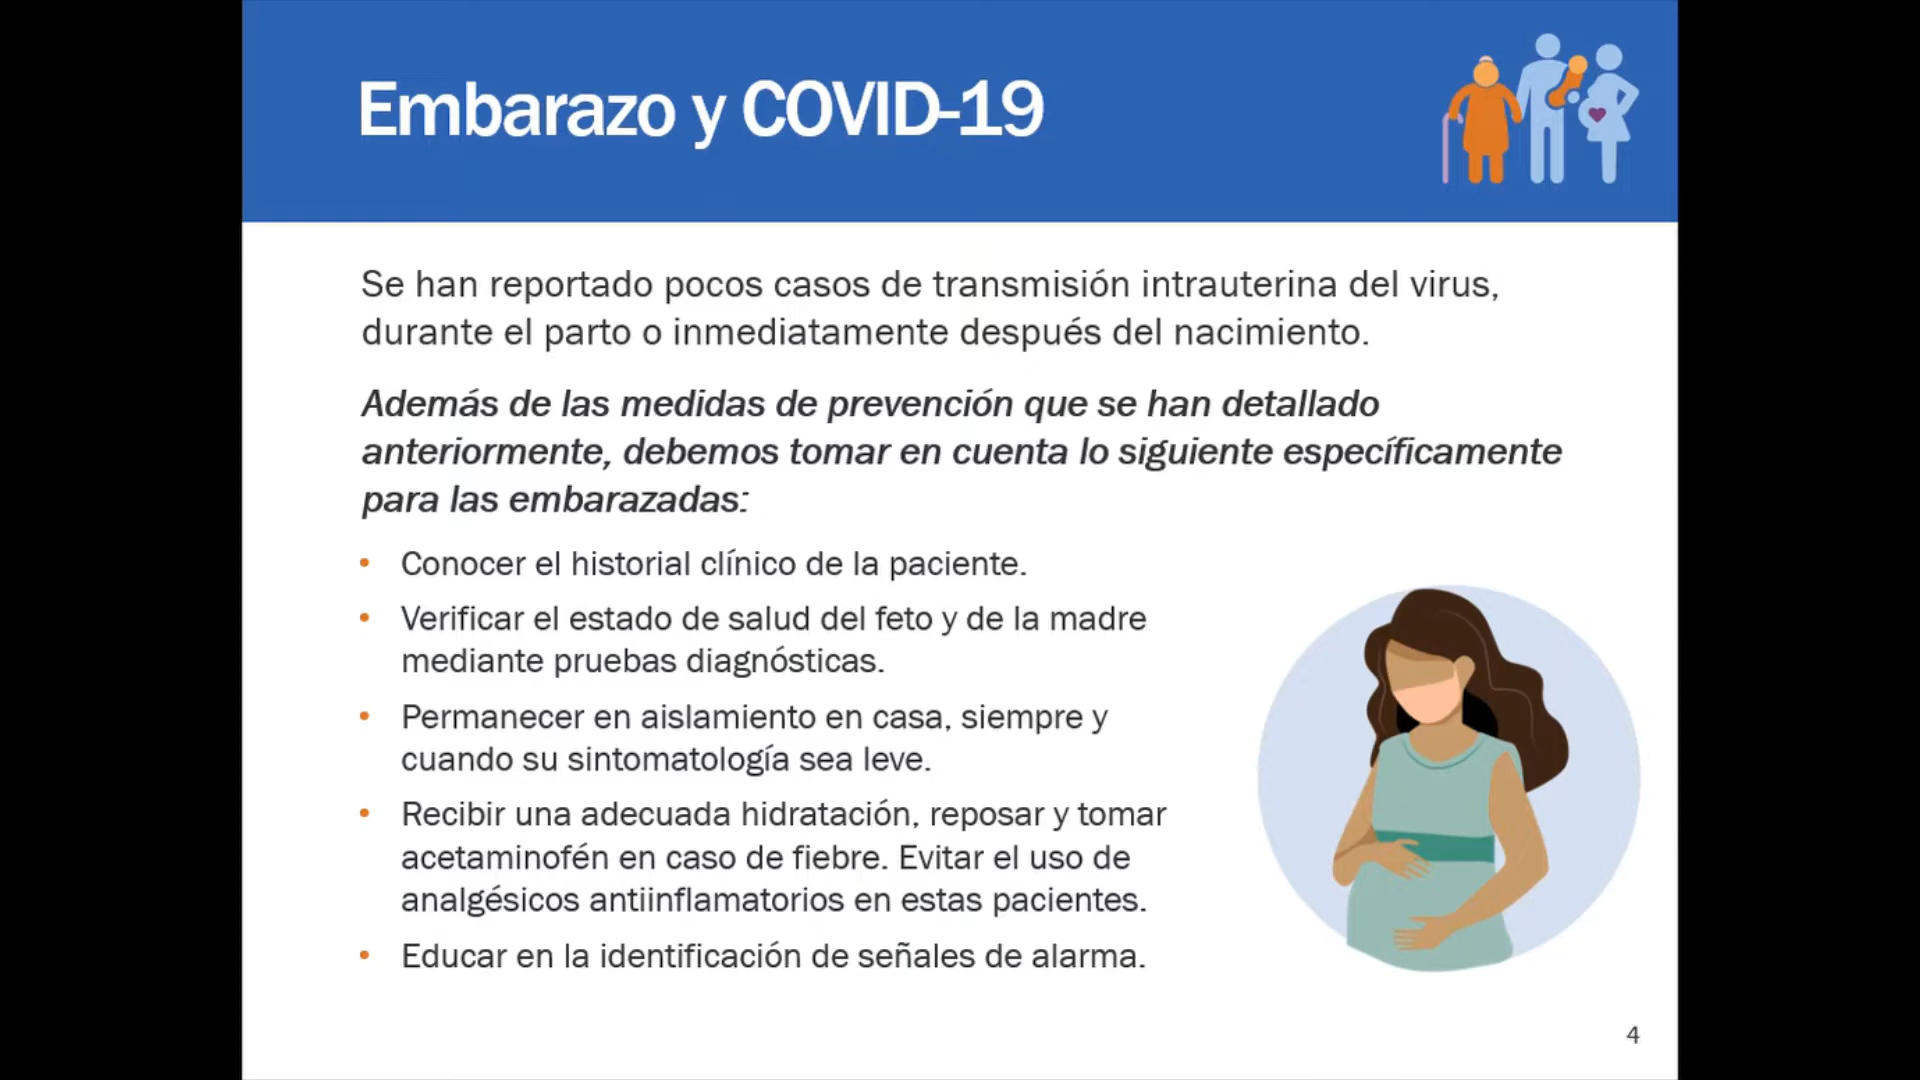 Embarazo y COVID-19
Se han reportado pocos casos de transmisión intrauterina del virus,
durante el parto o inmediatamente después del nacimiento.
Además de las medidas de prevención que se han detallado
anteriormente, debemos tomar en cuenta lo siguiente específicamente
para las embarazadas:
• Conocer el historial clínico de la paciente.
• Verificar el estado de salud del feto y de la madre
mediante pruebas diagnósticas.
• Permanecer en aislamiento en casa, siempre y
cuando su sintomatología sea leve.
• Recibir una adecuada hidratación, reposar y tomar
acetaminofén en caso de fiebre. Evitar el uso de
analgésicos antiinflamatorios en estas pacientes.
• Educar en la identificación de señales de alarma.
4